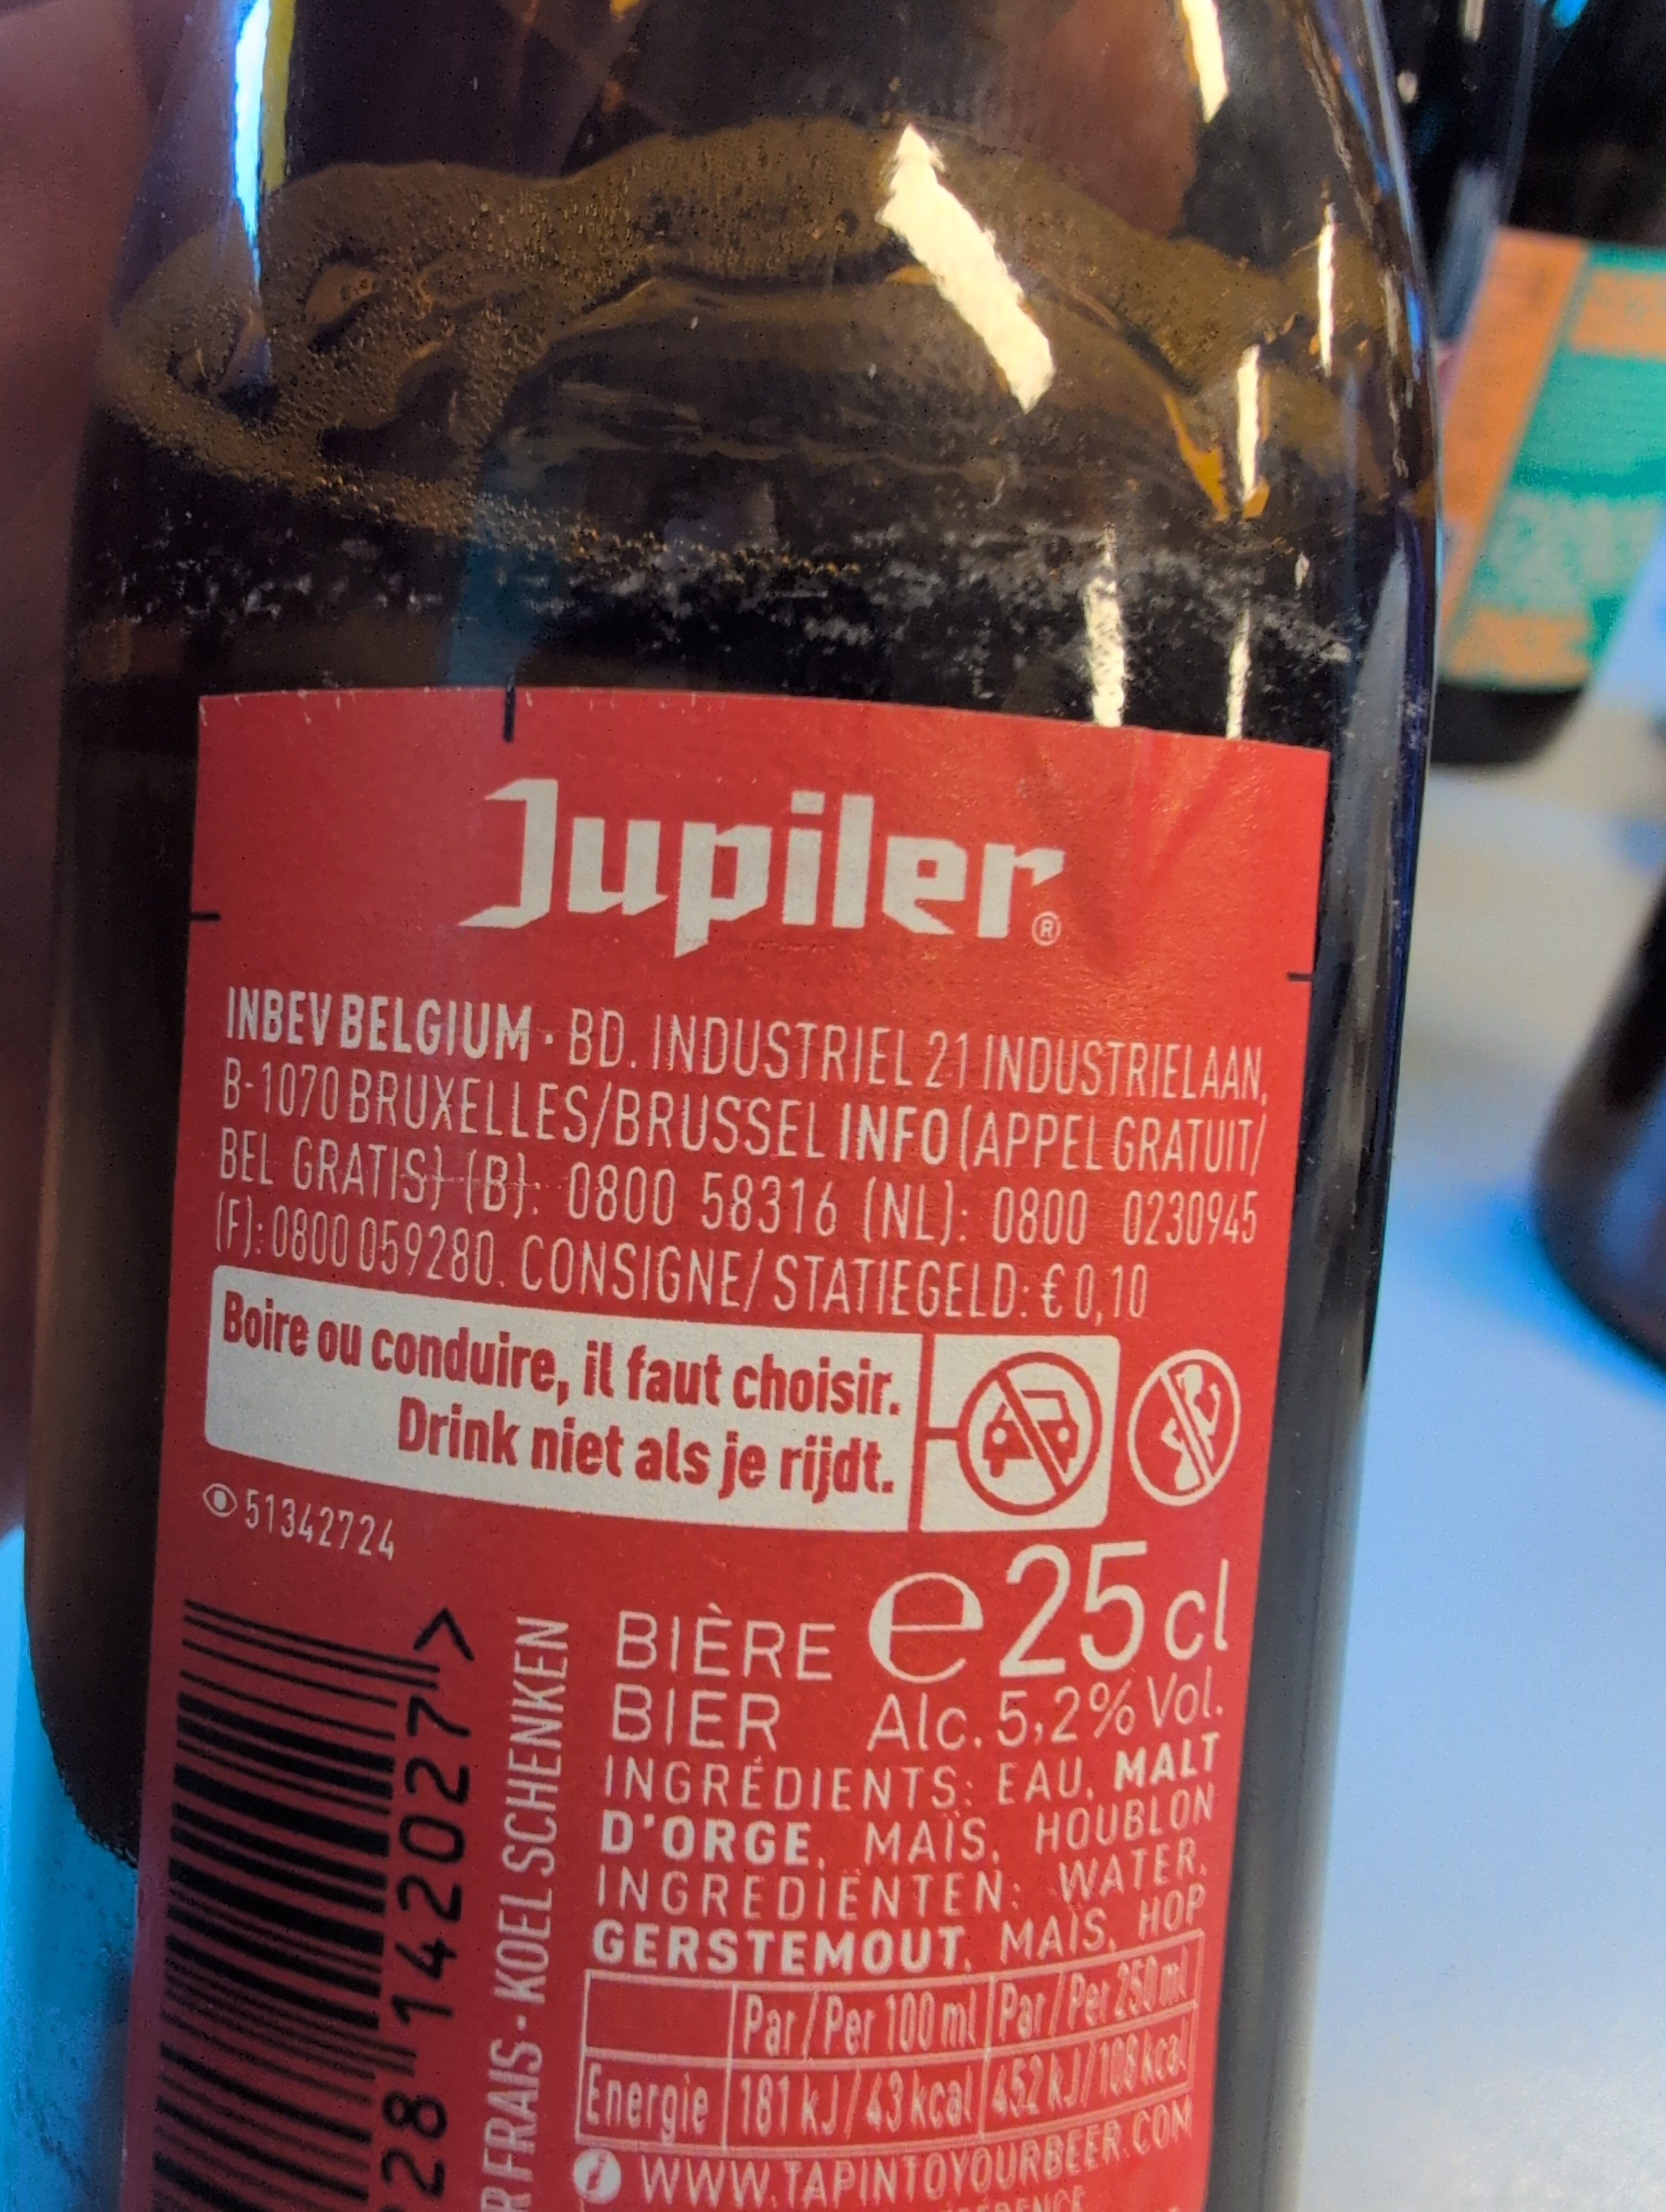 Jupiler®
INBEV BELGIUM · BD. INDUSTRIEL 21 INDUSTRIELAAN,
B-1070 BRUXELLES/BRUSSEL INFO (APPEL GRATUIT/
BEL GRATIS) (B): 0800 58316 (NL): 0800 0230945
(F): 0800 059280. CONSIGNE/STATIEGELD: € 0,10
Boire ou conduire, il faut choisir.
Drink niet als je rijdt.
51342724
BIÈRE e 25 cl
BIER Alc. 5,2% Vol.
INGRÉDIENTS: EAU, MALT
D'ORGE, MAÏS, HOUBLON
INGREDIËNTEN: WATER,
GERSTEMOUT, MAÏS, HOP
Par/Per 100 ml Par/Per 250 ml
Energie 181 kJ/43 kcal 452 kJ/108 kcal
WWW.TAPINTOYOURBEER.COM
FRAIS - KOEL SCHENKEN
28 142027 >